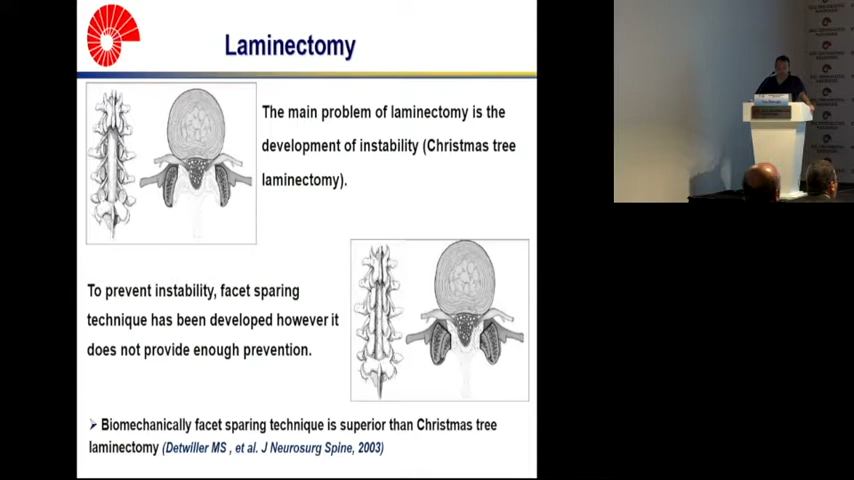 Laminectomy
The main problem of laminectomy is the
development of instability (Christmas tree
laminectomy).
To prevent instability, facet sparing
technique has been developed however it
does not provide enough prevention.
Biomechanically facet sparing technique is superior than Christmas tree
laminectomy (Detwiller MS , et al. J Neurosurg Spine, 2003)